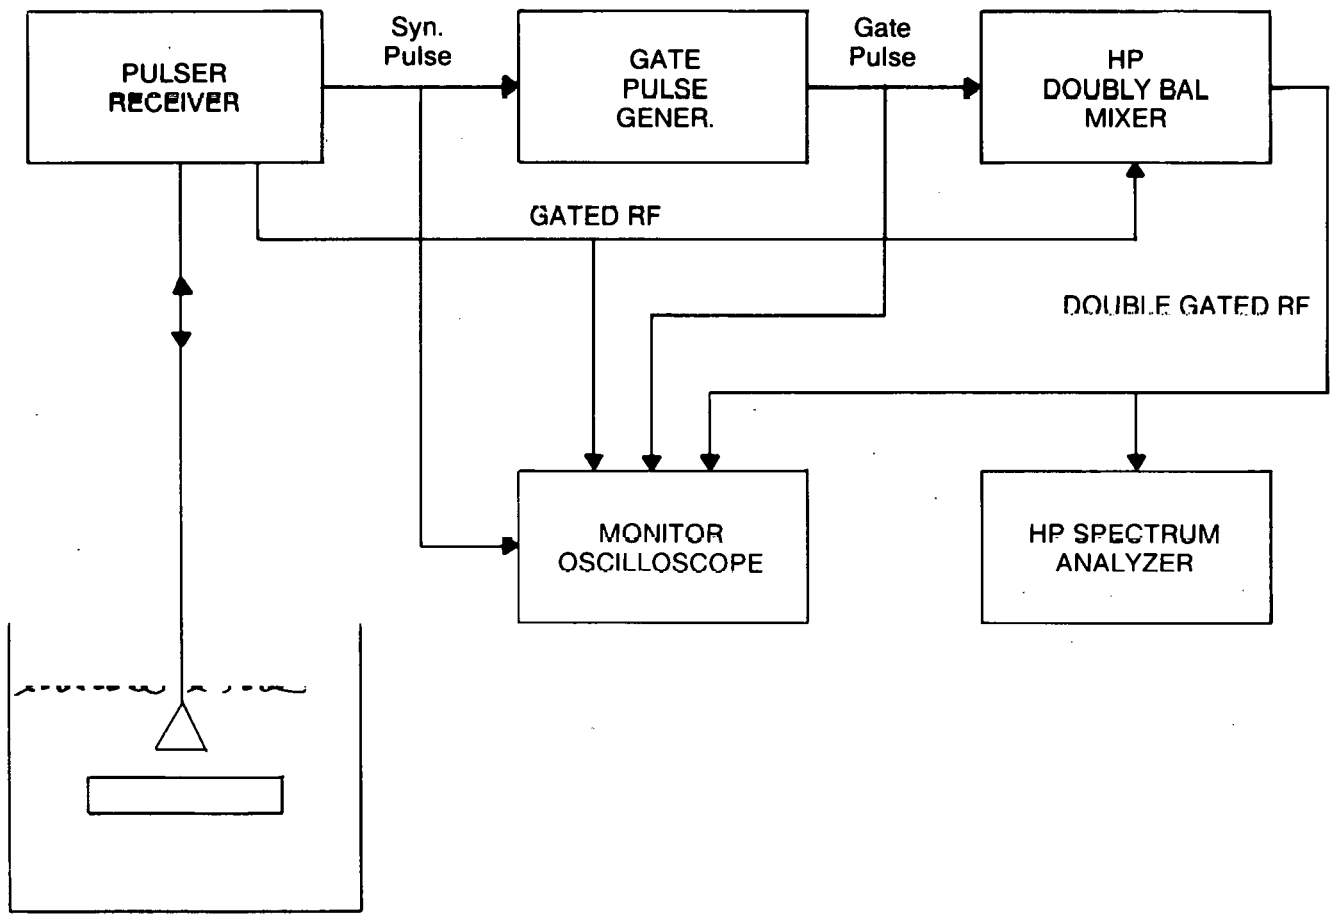 PULSER
RECEIVER
Syn.
Pulse
GATE
PULSE
GENER.
Gate
Pulse
HP
DOUBLY BAL
MIXER
GATED RF
DOUBLE GATED RF
MONITOR
OSCILLOSCOPE
HP SPECTRUM
ANALYZER